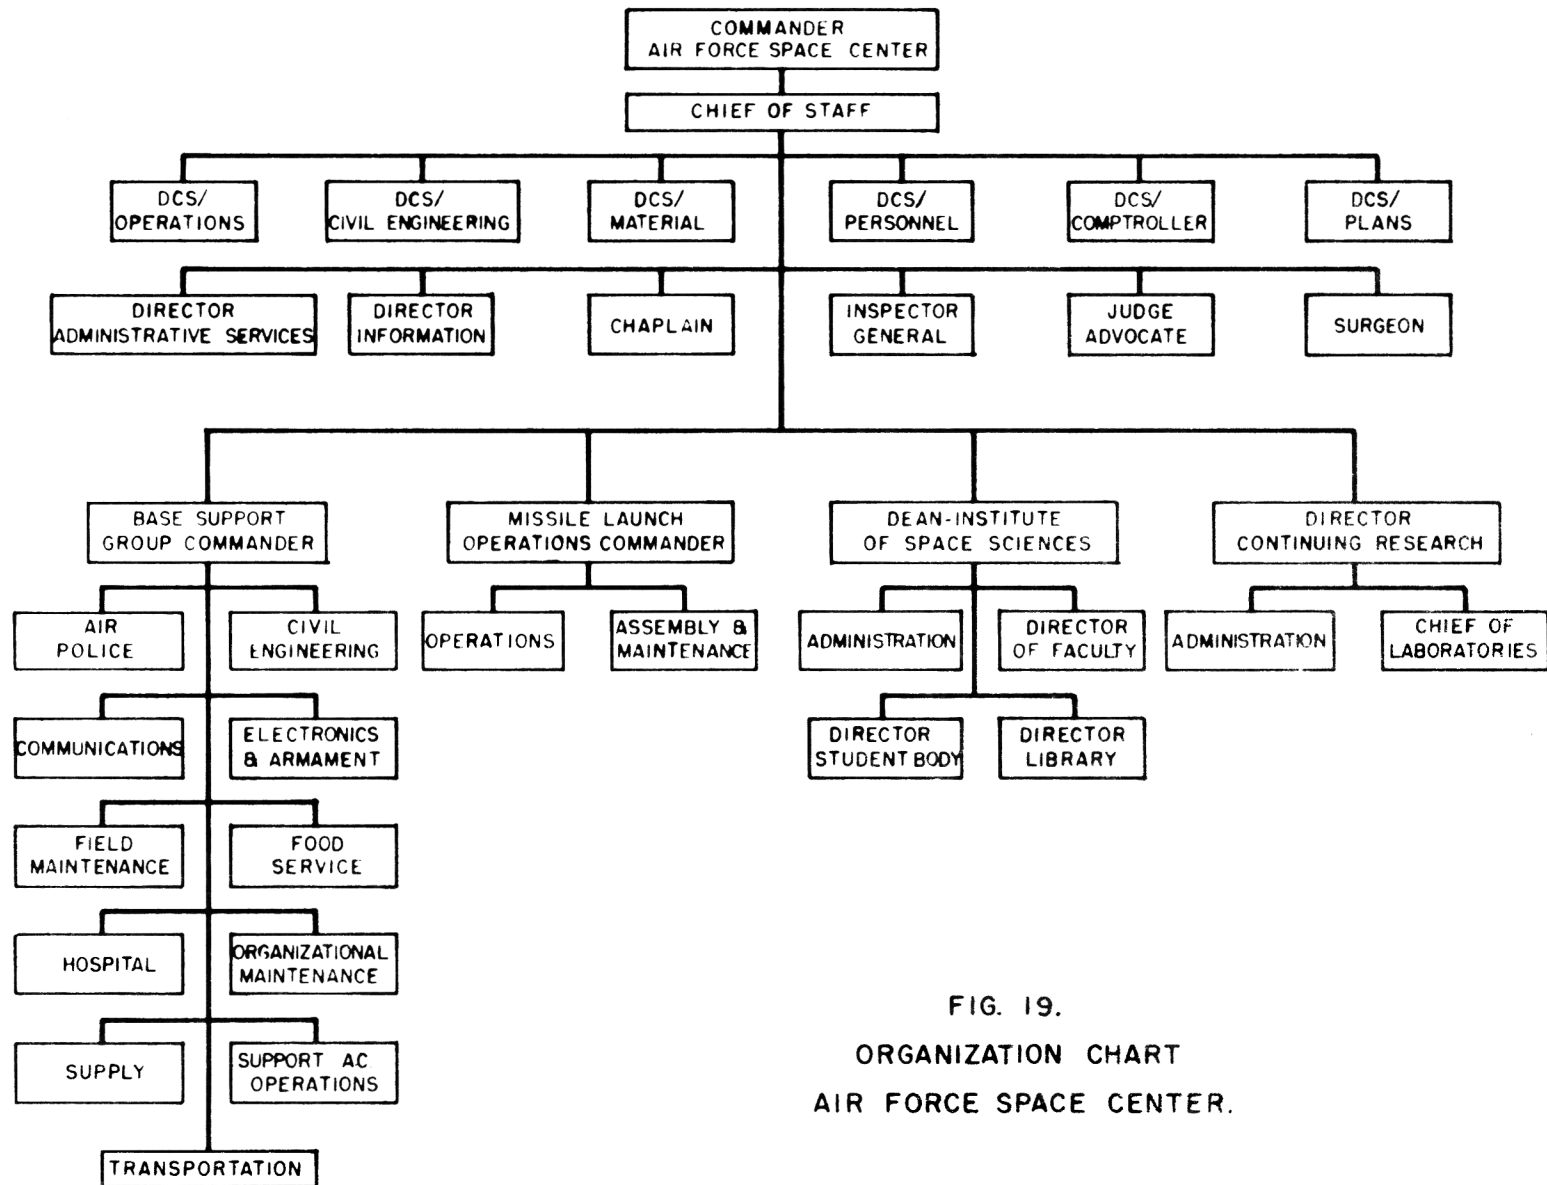 COMMANDER
AIR FORCE SPACE CENTER
CHIEF OF STAFF
DCS/
OPERATIONS
DCS/
CIVIL ENGINEERING
DCS/
MATERIAL
DCS/
PERSONNEL
DCS/
COMPTROLLER
DCS/
PLANS
DIRECTOR
ADMINISTRATIVE SERVICES
DIRECTOR
INFORMATION
CHAPLAIN
INSPECTOR
GENERAL
JUDGE
ADVOCATE
SURGEON
BASE SUPPORT
GROUP COMMANDER
MISSILE LAUNCH
OPERATIONS COMMANDER
DEAN-INSTITUTE
OF SPACE SCIENCES
DIRECTOR
CONTINUING RESEARCH
AIR
POLICE
CIVIL
ENGINEERING
OPERATIONS
ASSEMBLY &
MAINTENANCE
ADMINISTRATION
DIRECTOR
OF FACULTY
ADMINISTRATION
CHIEF OF
LABORATORIES
COMMUNICATIONS
ELECTRONICS
& ARMAMENT
DIRECTOR
STUDENT BODY
DIRECTOR
LIBRARY
FIELD
MAINTENANCE
FOOD
SERVICE
HOSPITAL
ORGANIZATIONAL
MAINTENANCE
SUPPLY
SUPPORT AC
OPERATIONS
TRANSPORTATION
FIG. 19.
ORGANIZATION CHART
AIR FORCE SPACE CENTER.